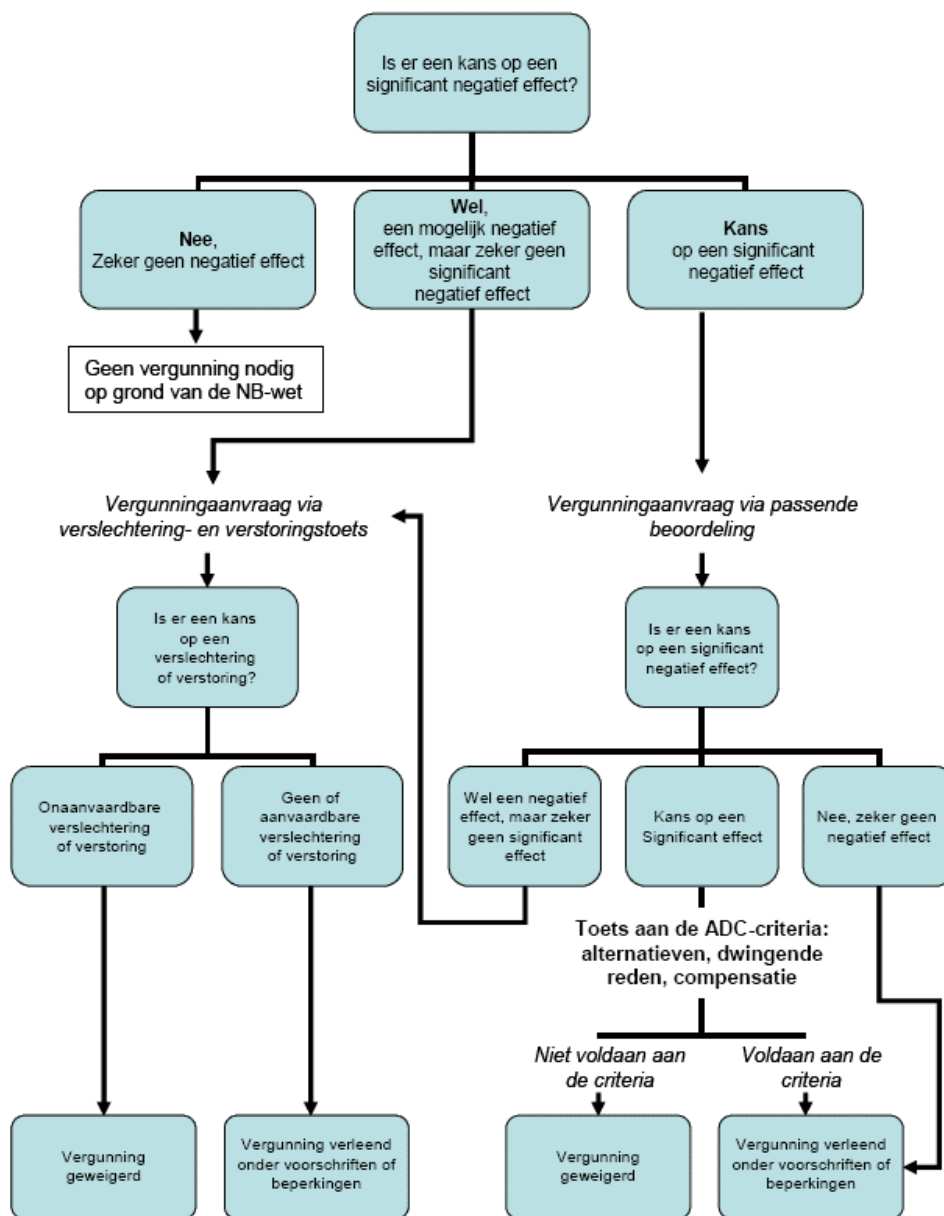 Is er een kans op een
significant negatief effect?
Nee,
Zeker geen negatief effect
Wel,
een mogelijk negatief
effect, maar zeker geen
significant
negatief effect
Kans
op een significant
negatief effect
Geen vergunning nodig
op grond van de NB-wet
Vergunningaanvraag via
verslechtering- en verstoringstoets
Vergunningaanvraag via passende
beoordeling
Is er een kans
op een
verslechtering
of verstoring?
Is er een kans
op een significant
negatief effect?
Onaanvaardbare
verslechtering
of verstoring
Geen of
aanvaardbare
verslechtering
of verstoring
Wel een negatief
effect, maar zeker
geen significant
effect
Kans op een
Significant effect
Nee, zeker geen
negatief effect
Toets aan de ADC-criteria:
alternatieven, dwingende
reden, compensatie
Niet voldaan aan
de criteria
Voldaan aan de
criteria
Vergunning
geweigerd
Vergunning verleend
onder voorschriften of
beperkingen
Vergunning
geweigerd
Vergunning verleend
onder voorschriften of
beperkingen